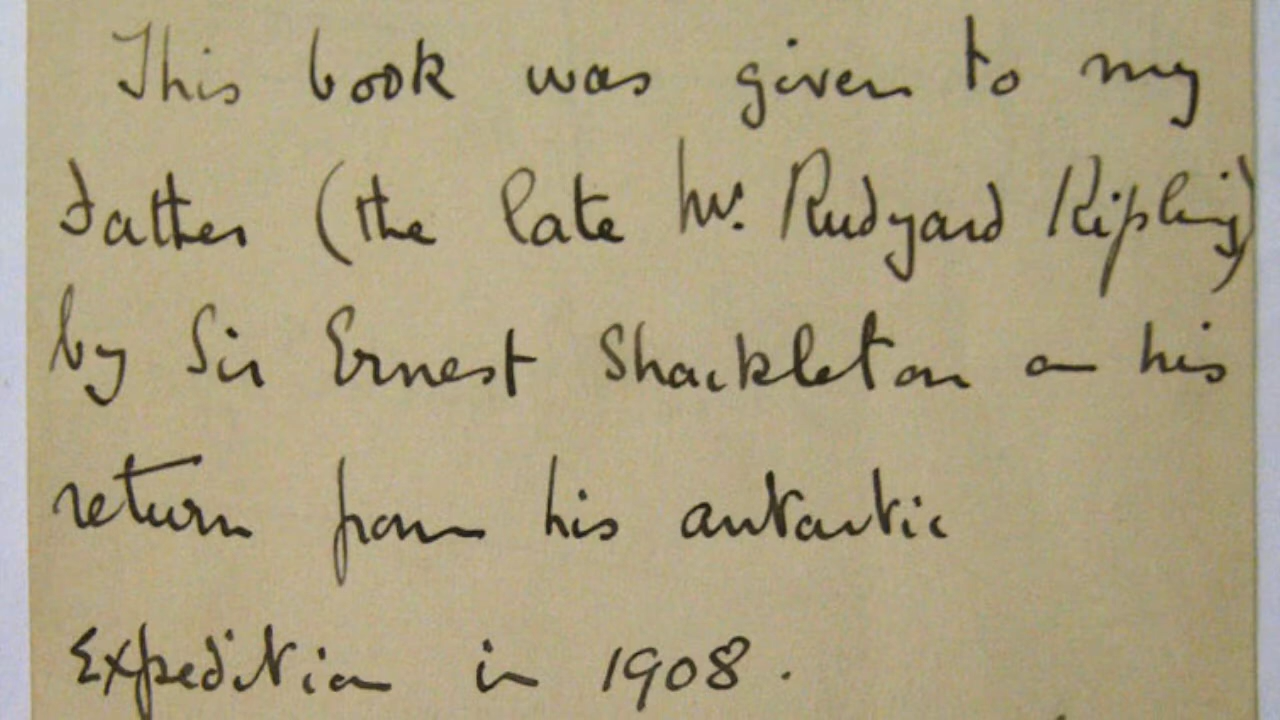 This book was given to my
Father (the late Mr. Rudyard Kipling)
by Sir Ernest Shackleton on his
return from his antartic
Expedition in 1908.